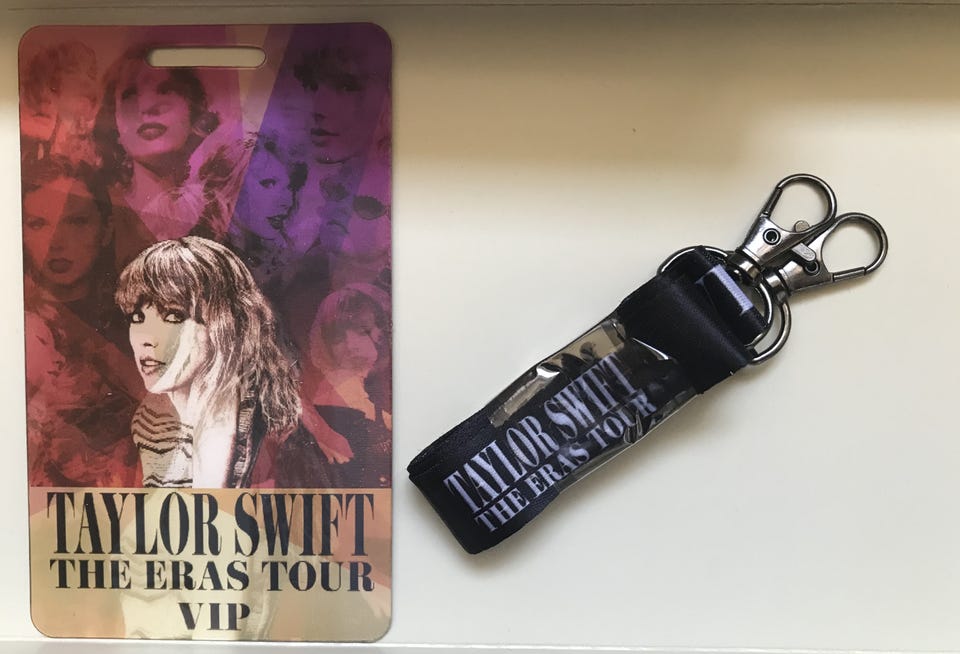 TAYLOR SWIFT
THE ERAS TOUR
VIP
TAYLOR SWIFT
THE ERAS TOUR